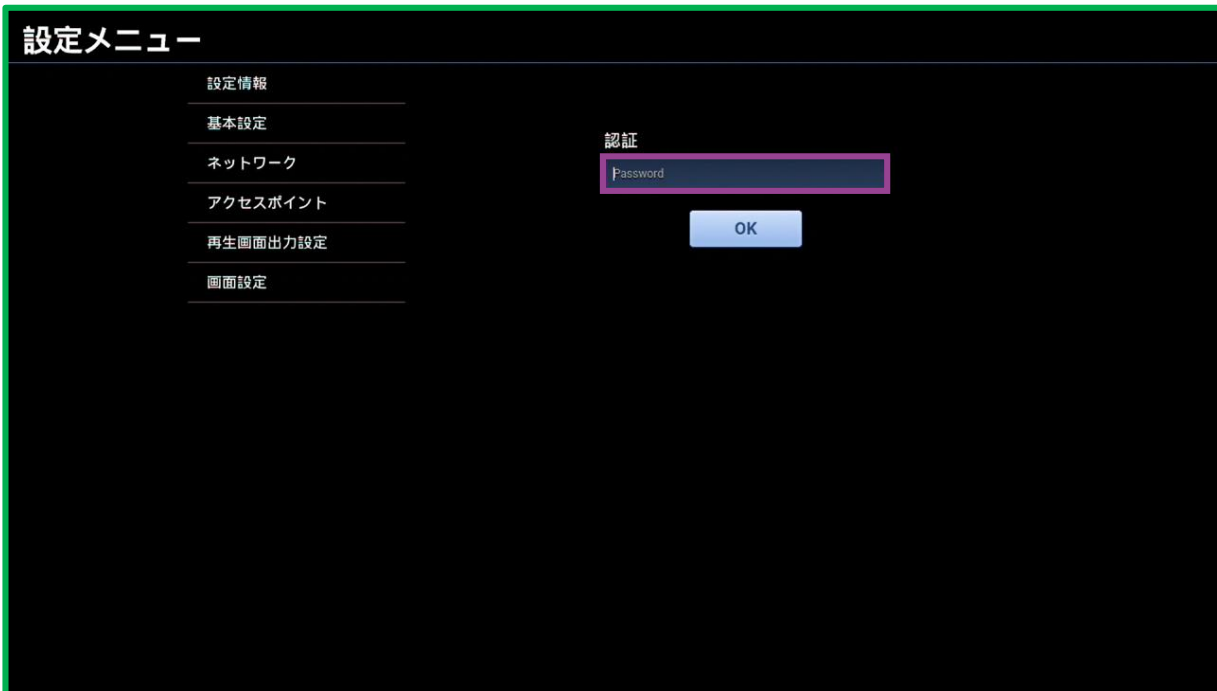 設定メニュー
設定情報
基本設定
ネットワーク
アクセスポイント
再生画面出力設定
画面設定
認証
Password
OK